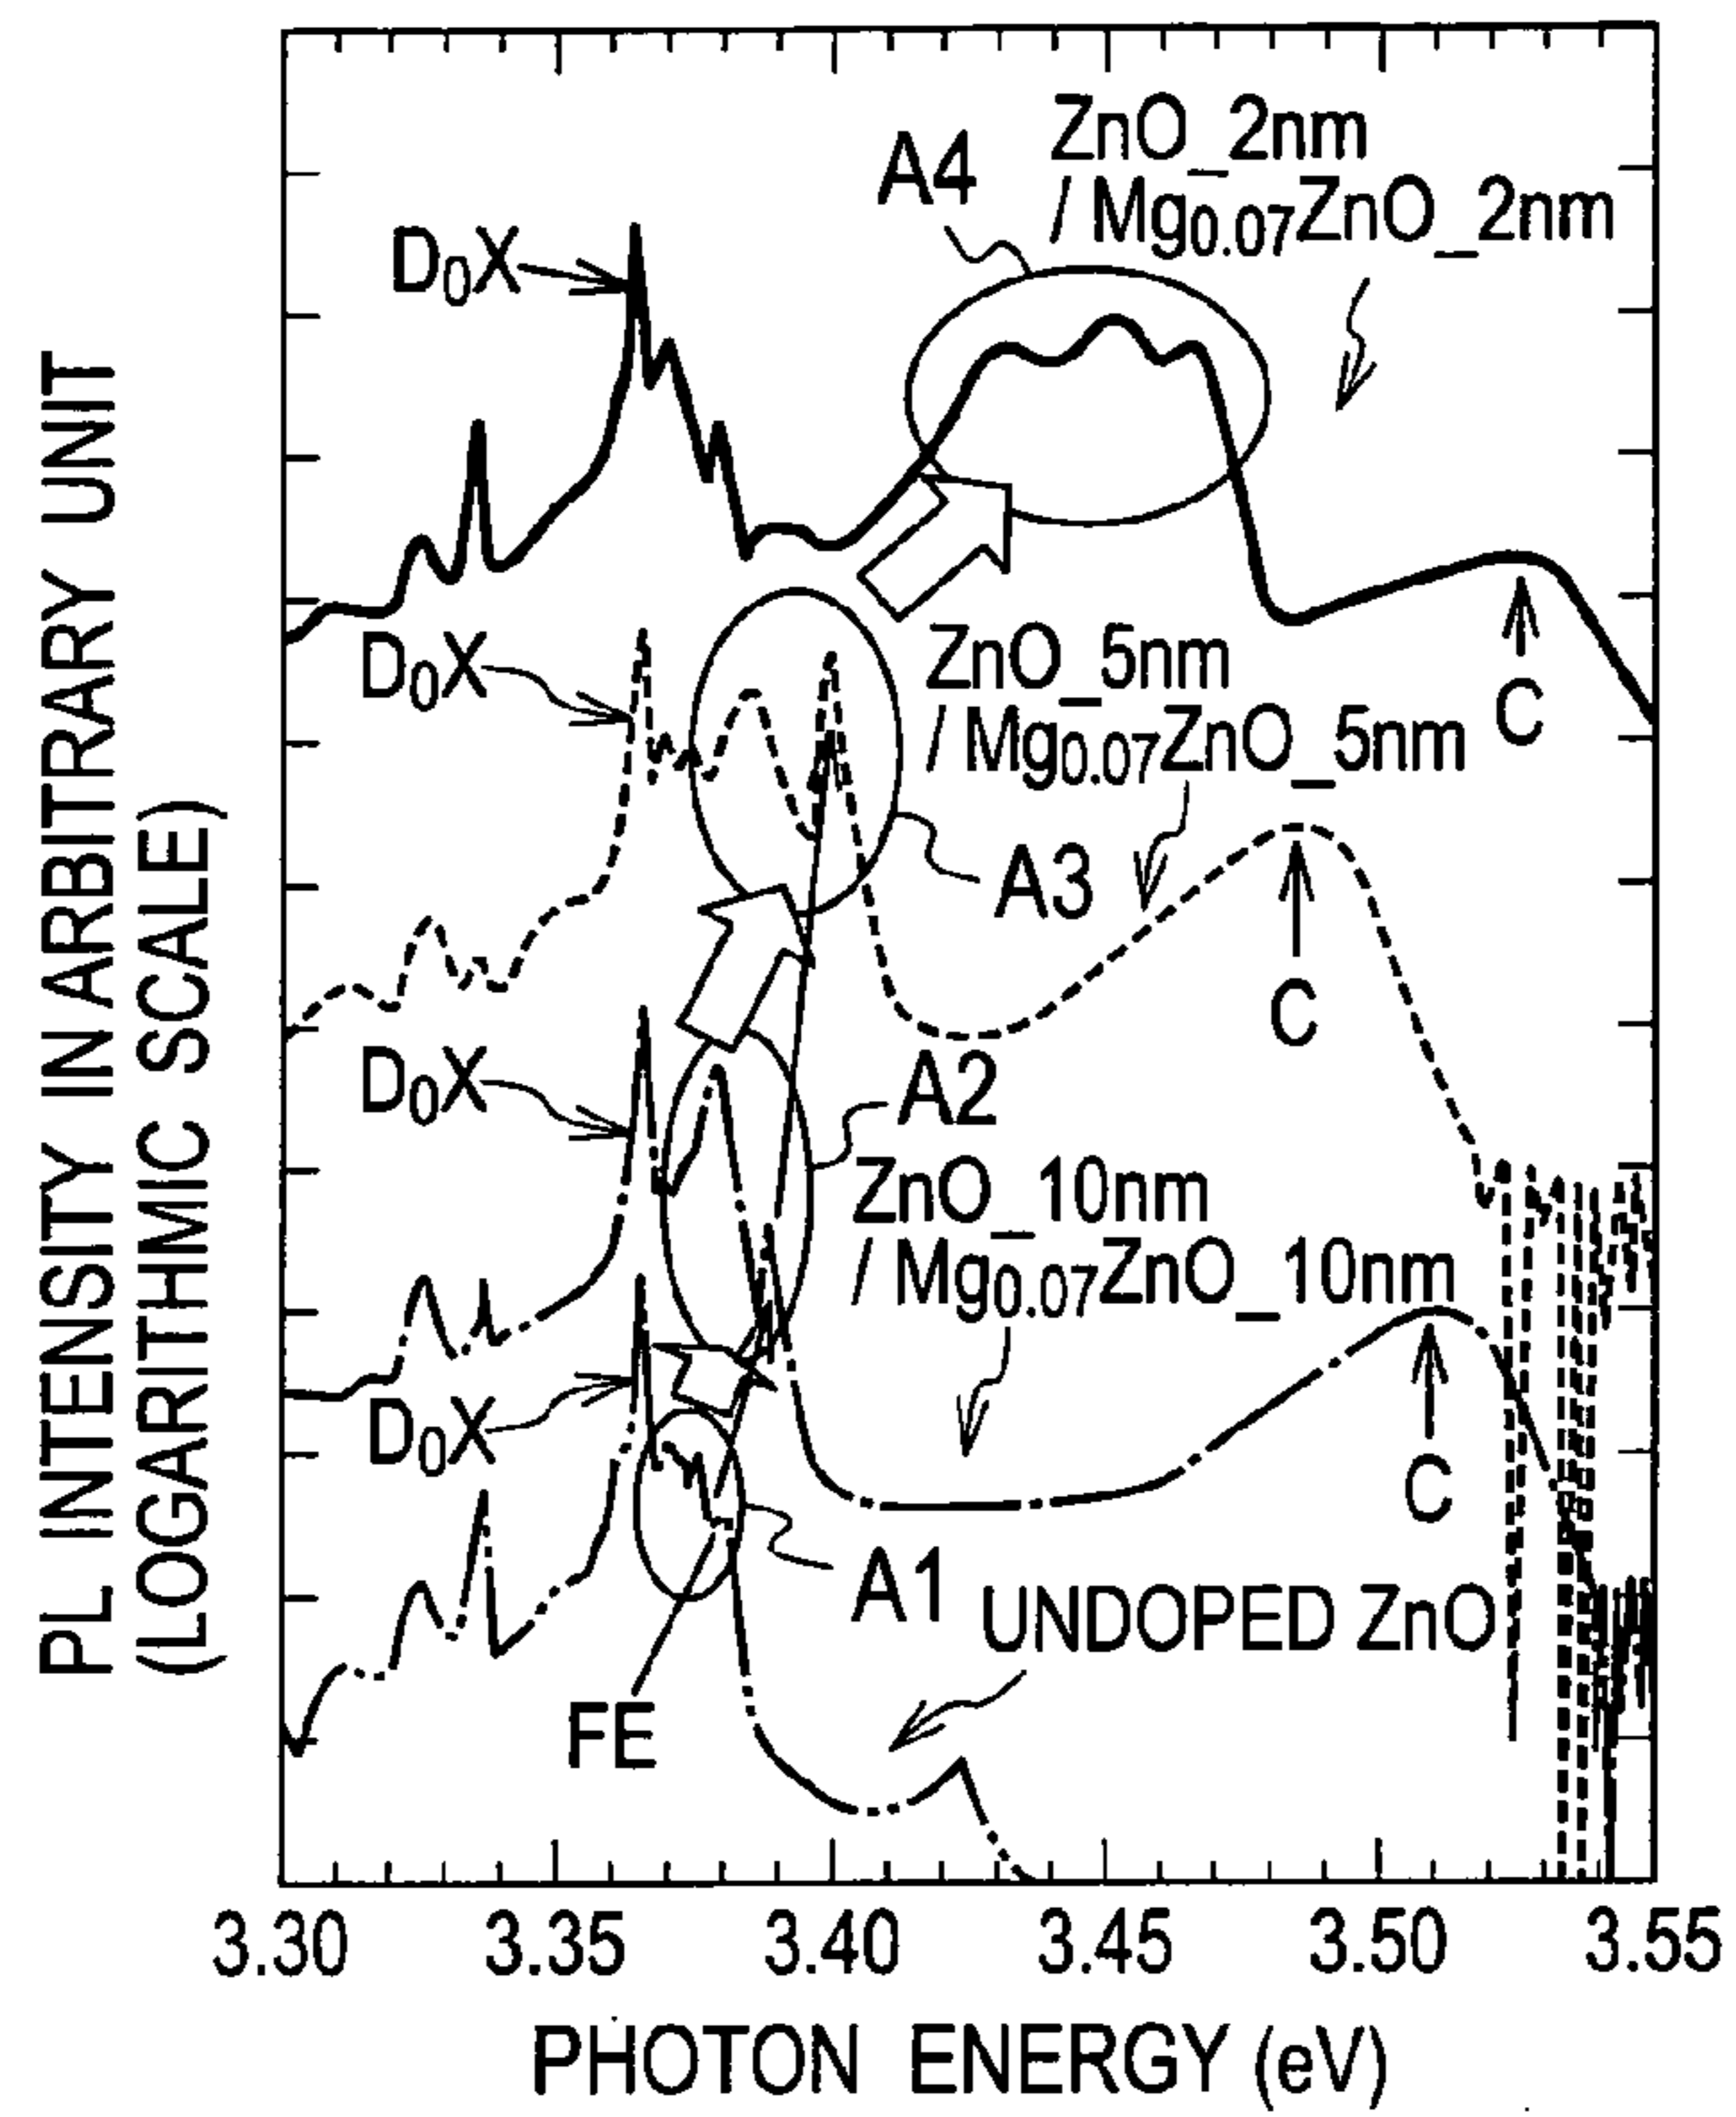 PL INTENSITY IN ARBITRARY UNIT
(LOGARITHMIC SCALE)
A4
ZnO_2nm
/ Mg0.07ZnO_2nm
D0X
C
D0X
ZnO_5nm
/ Mg0.07ZnO_5nm
A3
C
D0X
A2
ZnO_10nm
/ Mg0.07ZnO_10nm
D0X
C
A1
UNDOPED ZnO
FE
3.30 3.35 3.40 3.45 3.50 3.55
PHOTON ENERGY (eV)